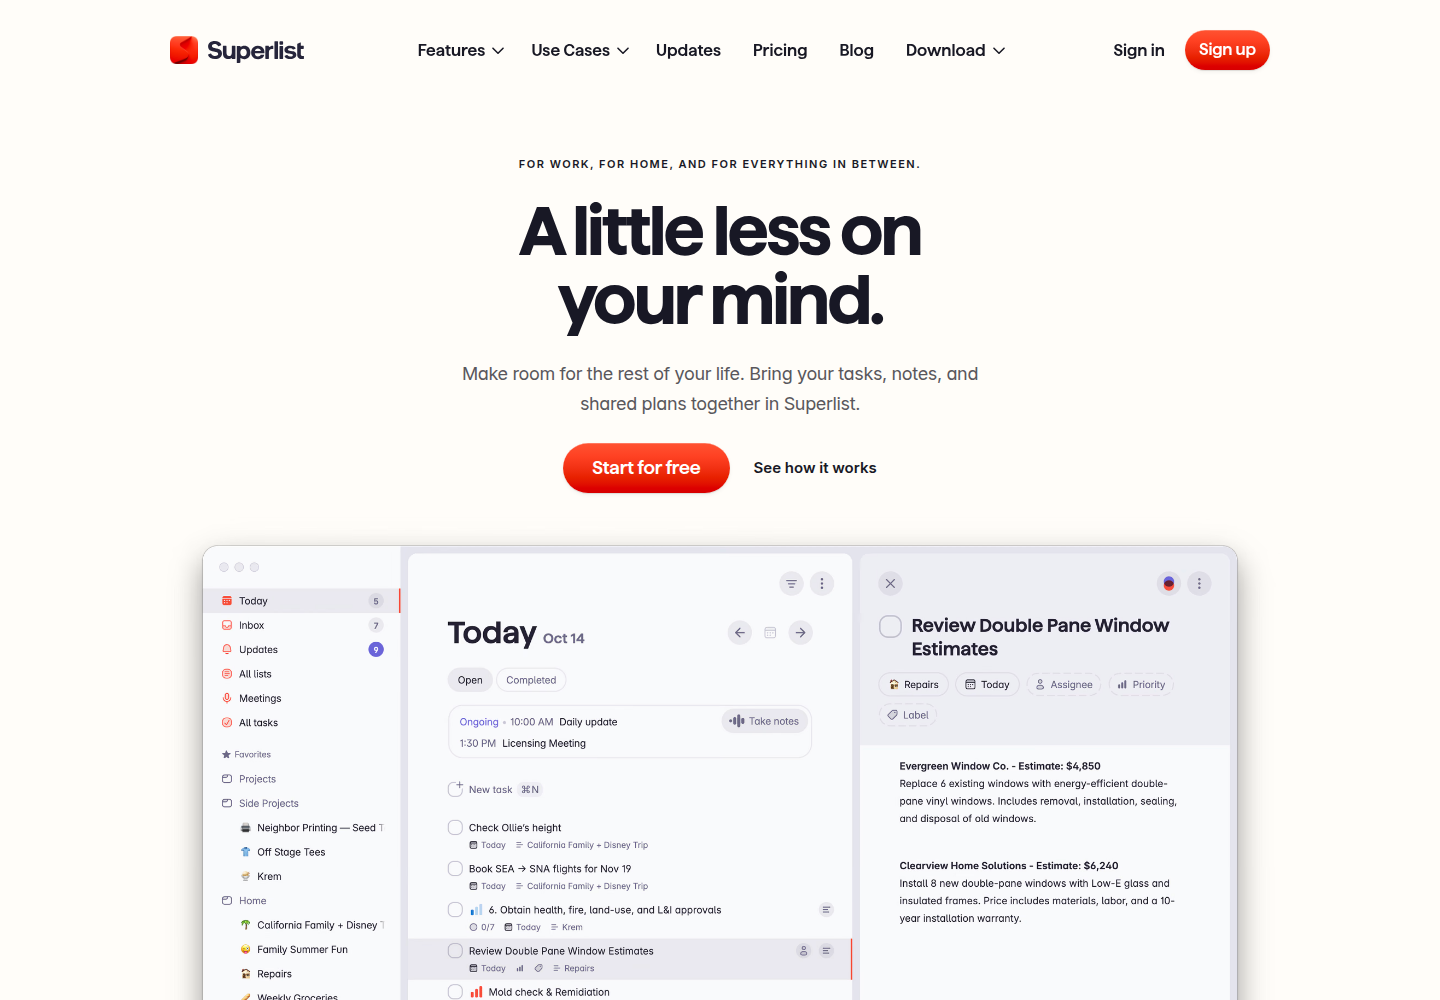 Superlist
Features
Use Cases
Updates
Pricing
Blog
Download
Sign in
Sign up
FOR WORK, FOR HOME, AND FOR EVERYTHING IN BETWEEN.
A little less on
your mind.
Make room for the rest of your life. Bring your tasks, notes, and
shared plans together in Superlist.
Start for free
See how it works
Today 5
Inbox 7
Updates 9
All lists
Meetings
All tasks
Favorites
Projects
Side Projects
Neighbor Printing — Seed
Off Stage Tees
Krem
Home
California Family + Disney
Family Summer Fun
Repairs
Weekly Groceries
Today Oct 14
Open
Completed
Ongoing • 10:00 AM Daily update
Take notes
1:30 PM Licensing Meeting
New task ⌘N
Check Ollie's height
Today California Family + Disney Trip
Book SEA → SNA flights for Nov 19
Today California Family + Disney Trip
6. Obtain health, fire, land-use, and L&I approvals
0/7 Today Krem
Review Double Pane Window Estimates
Today Repairs
Mold check & Remidiation
Review Double Pane Window
Estimates
Repairs
Today
Assignee
Priority
Label
Evergreen Window Co. - Estimate: $4,850
Replace 6 existing windows with energy-efficient double-
pane vinyl windows. Includes removal, installation, sealing,
and disposal of old windows.
Clearview Home Solutions - Estimate: $6,240
Install 8 new double-pane windows with Low-E glass and
insulated frames. Price includes materials, labor, and a 10-
year installation warranty.